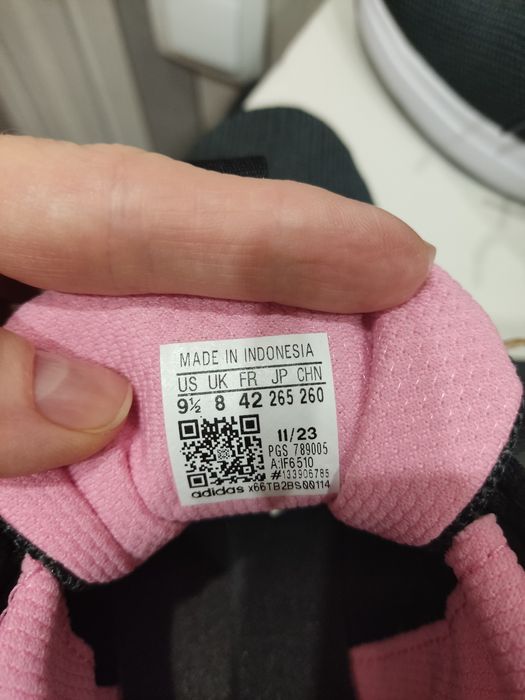 MADE IN INDONESIA
US UK FR JP CHN
9½ 8 42 265 260
11/23
PGS 789005
A:IF6510
#133906785
adidas x66TB2BS00114